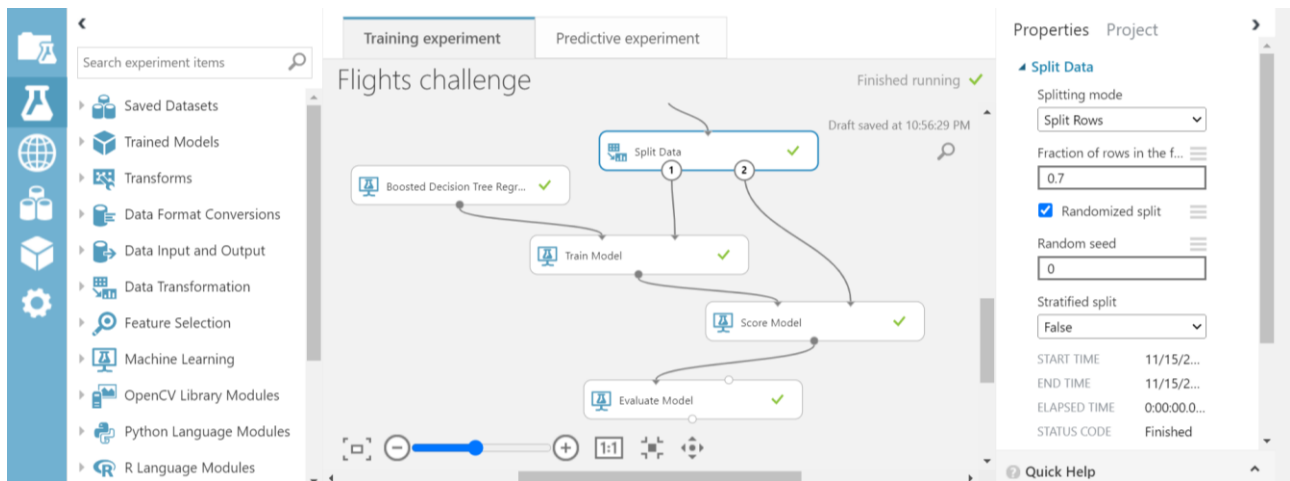 Search experiment items
Saved Datasets
Trained Models
Transforms
Data Format Conversions
Data Input and Output
Data Transformation
Feature Selection
Machine Learning
OpenCV Library Modules
Python Language Modules
R Language Modules
Training experiment
Predictive experiment
Flights challenge
Finished running
Draft saved at 10:56:29 PM
Split Data
1
2
Boosted Decision Tree Regr...
Train Model
Score Model
Evaluate Model
1:1
Properties Project
Split Data
Splitting mode
Split Rows
Fraction of rows in the f...
0.7
Randomized split
Random seed
0
Stratified split
False
START TIME 11/15/2...
END TIME 11/15/2...
ELAPSED TIME 0:00:00.0...
STATUS CODE Finished
Quick Help